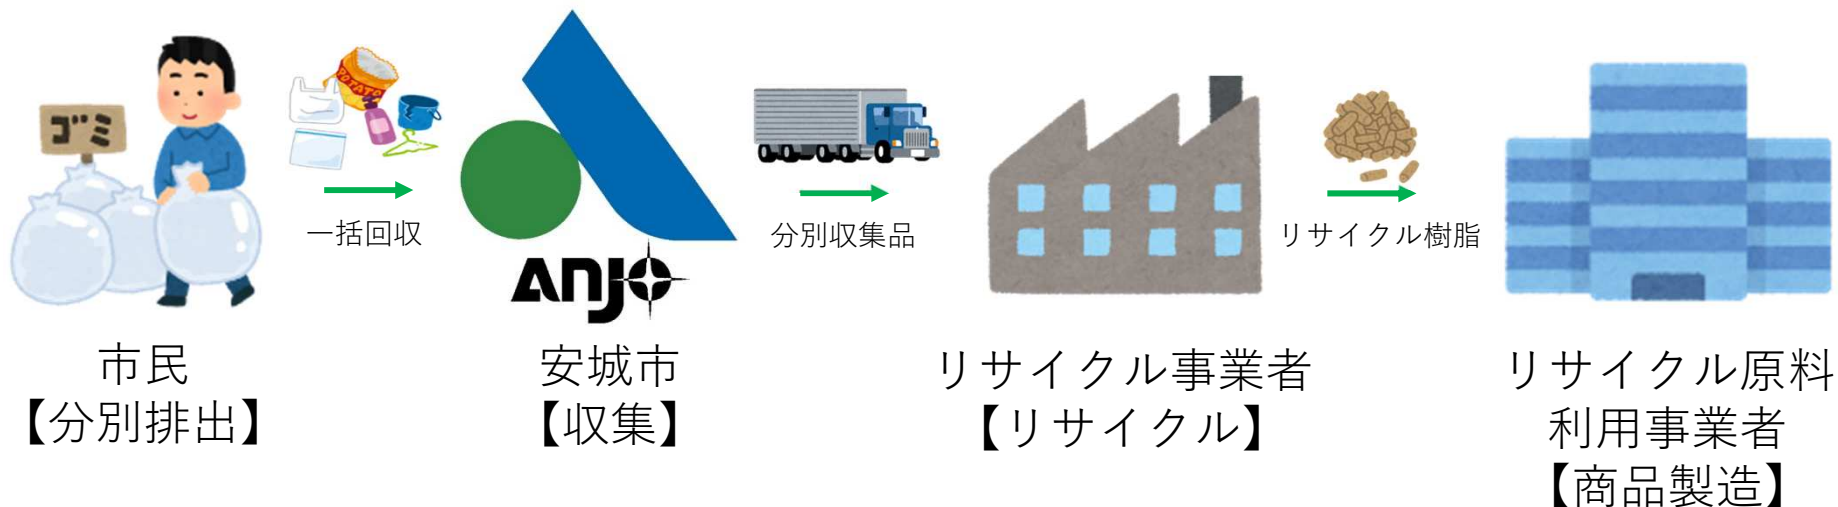 ゴミ
POTATO
一括回収
ANJO
分別収集品
リサイクル樹脂
市民
【分別排出】
安城市
【収集】
リサイクル事業者
【リサイクル】
リサイクル原料
利用事業者
【商品製造】